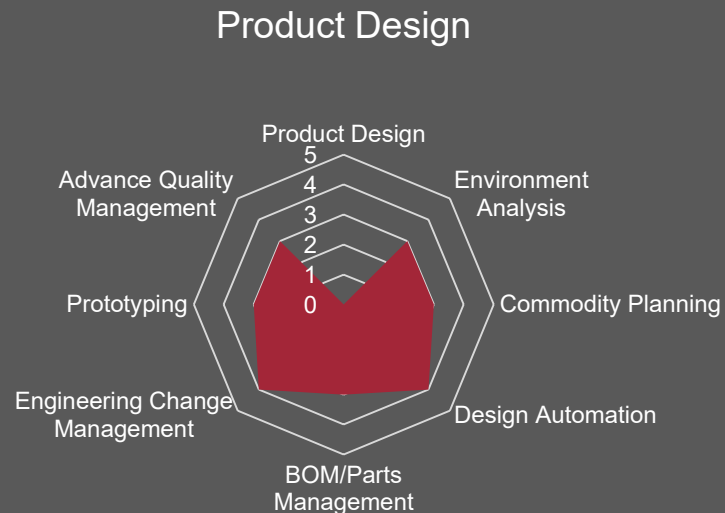 Product Design
Product Design
5
Advance Quality
Management
Environment
Analysis
4
3
2
1
Prototyping
0
Commodity Planning
Engineering Change
Management
Design Automation
BOM/Parts
Management